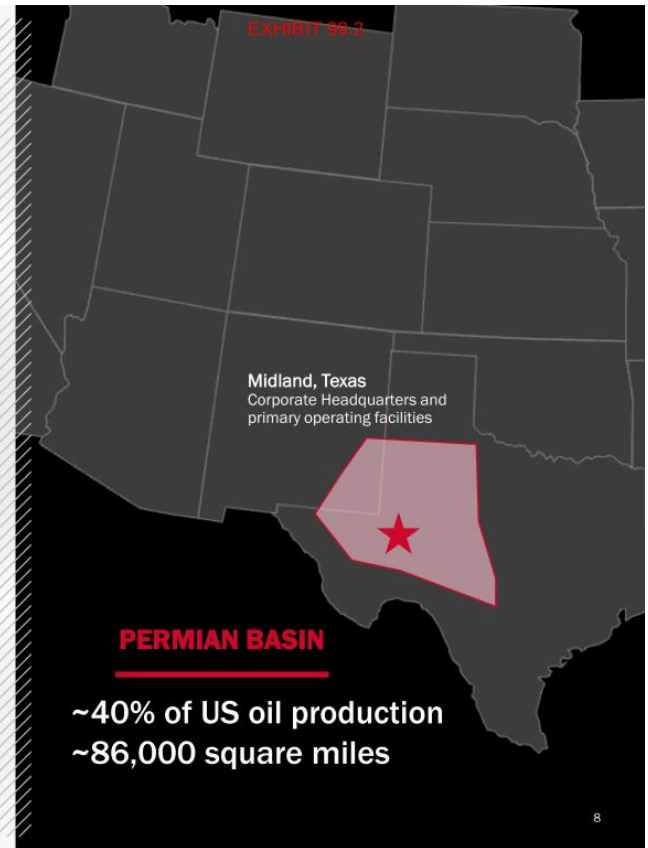 EXHIBIT 99.2
Midland, Texas
Corporate Headquarters and
primary operating facilities
PERMIAN BASIN
~40% of US oil production
~86,000 square miles
8